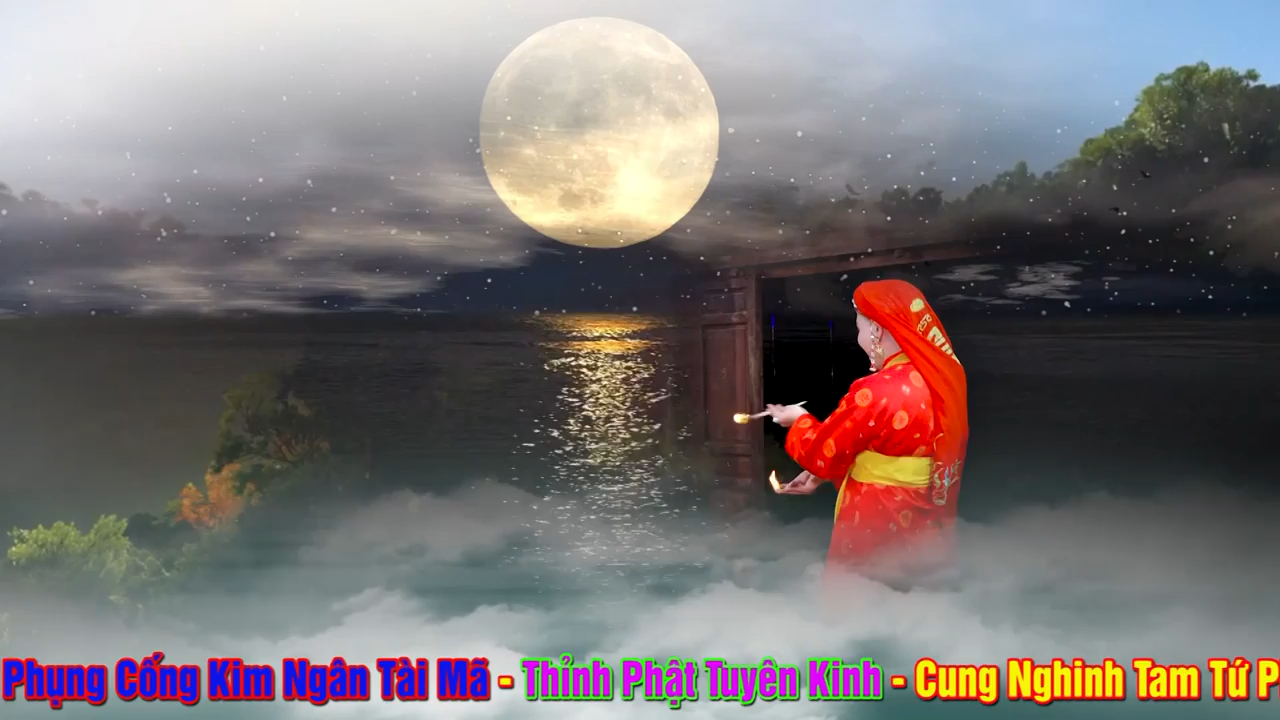 Phụng Cống Kim Ngân Tài Mã - Thỉnh Phật Tuyên Kinh - Cung Nghinh Tam Tứ P